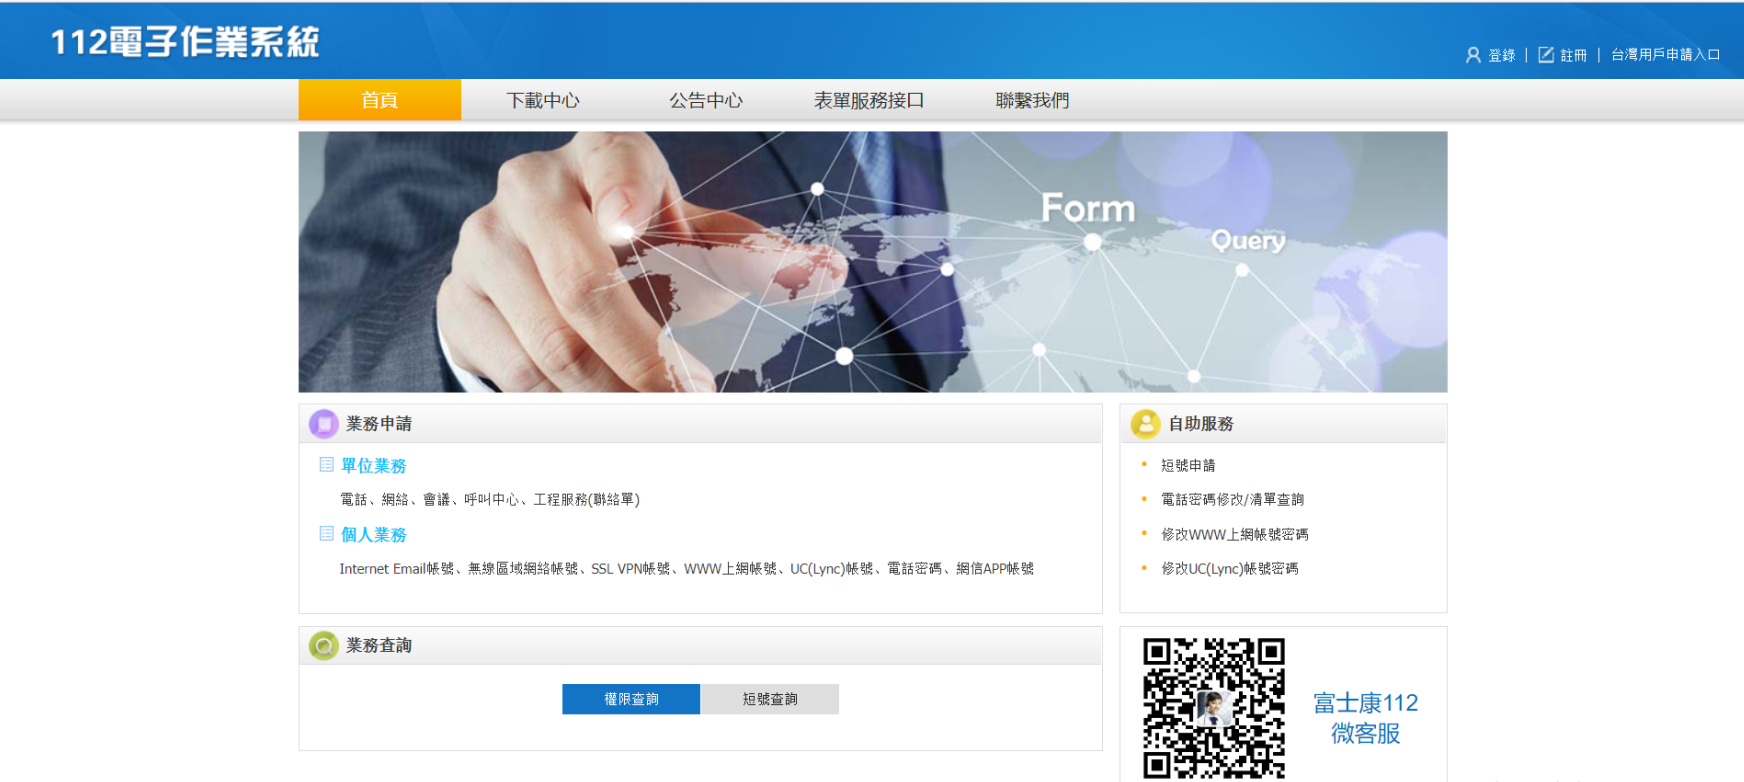 112電子作業系統
登錄 | 註冊 | 台灣用戶申請入口
首頁 下載中心 公告中心 表單服務接口 聯繫我們
Form
Query
業務申請
單位業務
電話、網絡、會議、呼叫中心、工程服務(聯絡單)
個人業務
Internet Email帳號、無線區域網絡帳號、SSL VPN帳號、WWW上網帳號、UC(Lync)帳號、電話密碼、網信APP帳號
自助服務
短號申請
電話密碼修改/清單查詢
修改WWW上網帳號密碼
修改UC(Lync)帳號密碼
業務查詢
權限查詢 短號查詢
富士康112
微客服